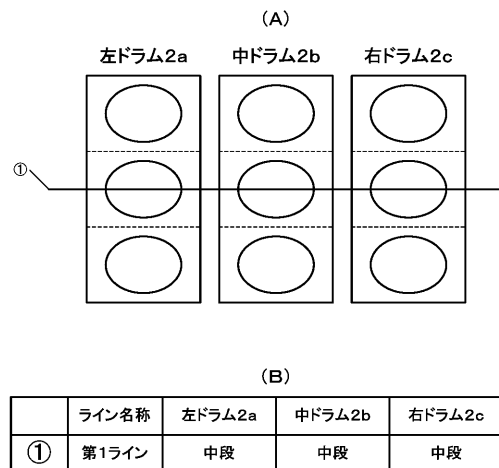 (A)
左ドラム2a 中ドラム2b 右ドラム2c
①
(B)
ライン名称 左ドラム2a 中ドラム2b 右ドラム2c
① 第1ライン 中段 中段 中段